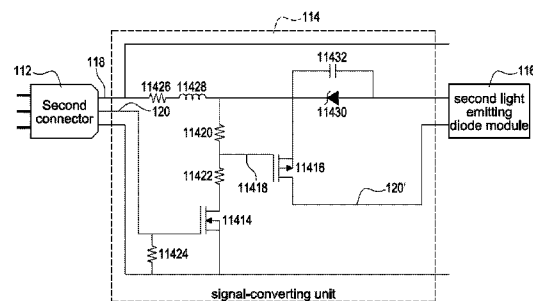 114
112
118
Second
connector
120
11426
11428
11432
11430
116
second light
emitting
diode module
11420
11422
11418
11416
120'
11414
11424
signal-converting unit